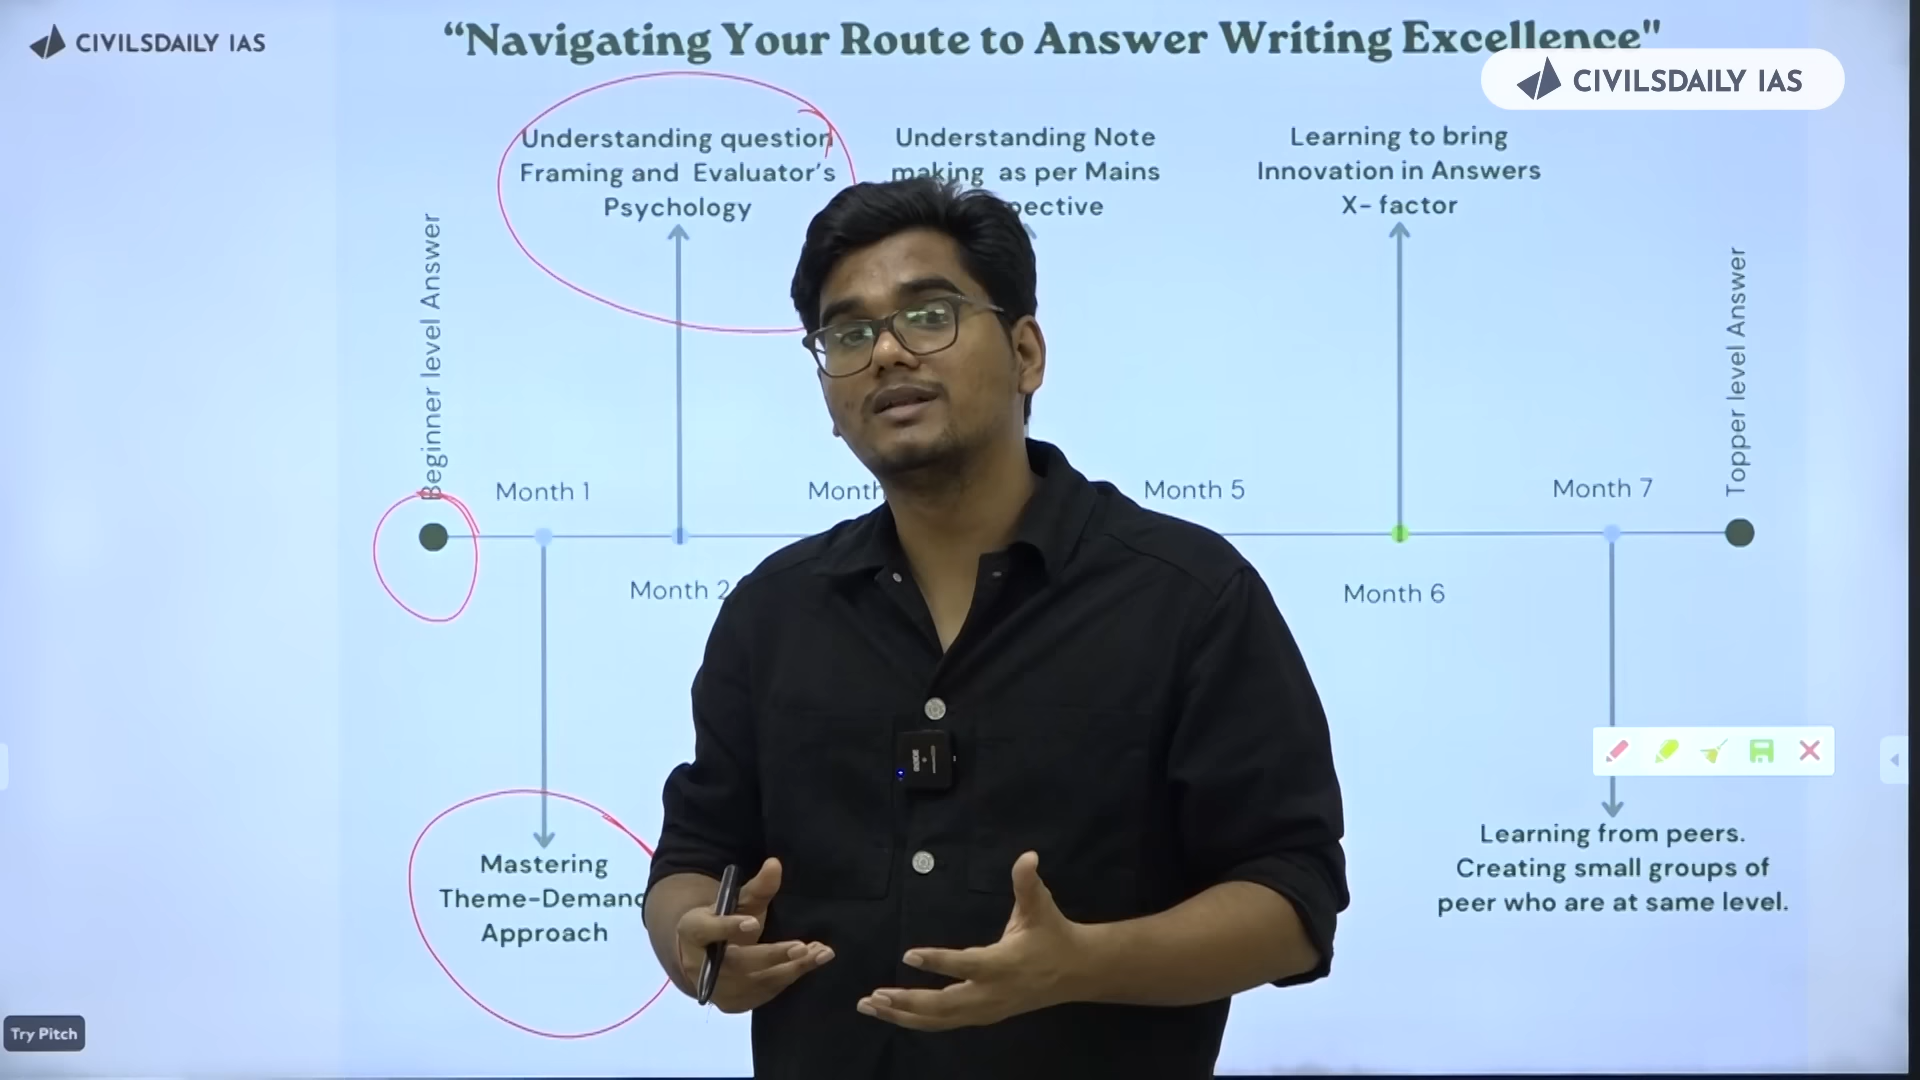 CIVILSDAILY IAS
“Navigating Your Route to Answer Writing Excellence"
CIVILSDAILY IAS
Understanding question
Framing and Evaluator’s
Psychology
Understanding Note
making as per Mains
Learning to bring
Innovation in Answers
X- factor
Beginner level Answer
Topper level Answer
Month 1
Month
Month 5
Month 7
Month 2
Month 6
Mastering
Theme-Demand
Approach
Learning from peers.
Creating small groups of
peer who are at same level.
Try Pitch